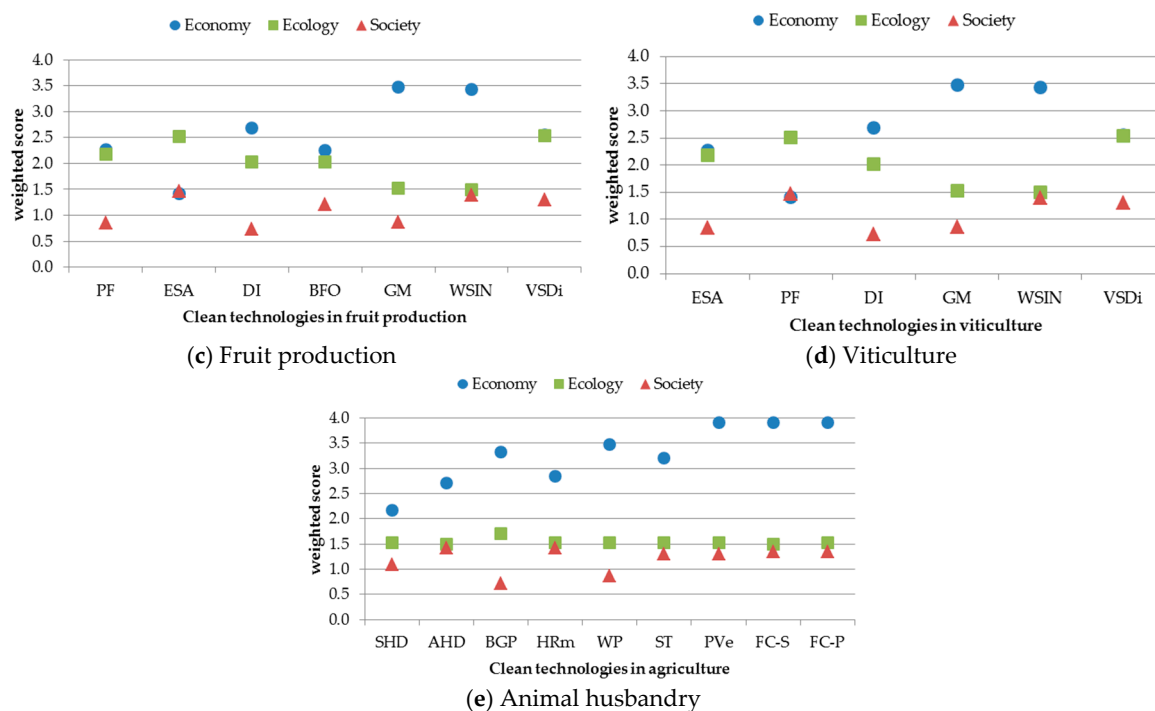 Economy Ecology Society
4.0
3.5
3.0
2.5
2.0
1.5
1.0
0.5
0.0
weighted score
PF ESA DI BFO GM WSIN VSDi
Clean technologies in fruit production
(c) Fruit production
Economy Ecology Society
4.0
3.5
3.0
2.5
2.0
1.5
1.0
0.5
0.0
weighted score
ESA PF DI GM WSIN VSDi
Clean technologies in viticulture
(d) Viticulture
Economy Ecology Society
4.0
3.5
3.0
2.5
2.0
1.5
1.0
0.5
0.0
weighted score
SHD AHD BGP HRm WP ST PVe FC-S FC-P
Clean technologies in agriculture
(e) Animal husbandry